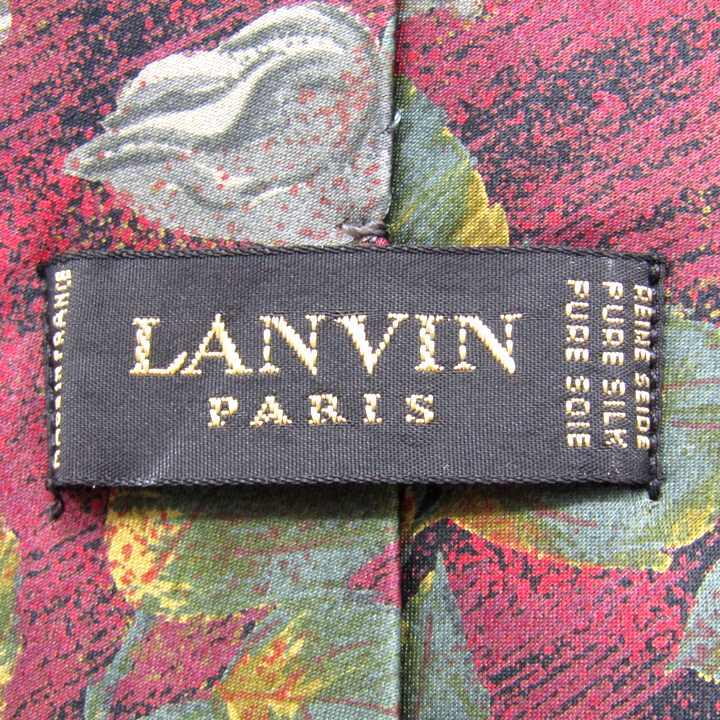 LANVIN
PARIS
REINE SEIDE
PURE SILK
PURE SOIE